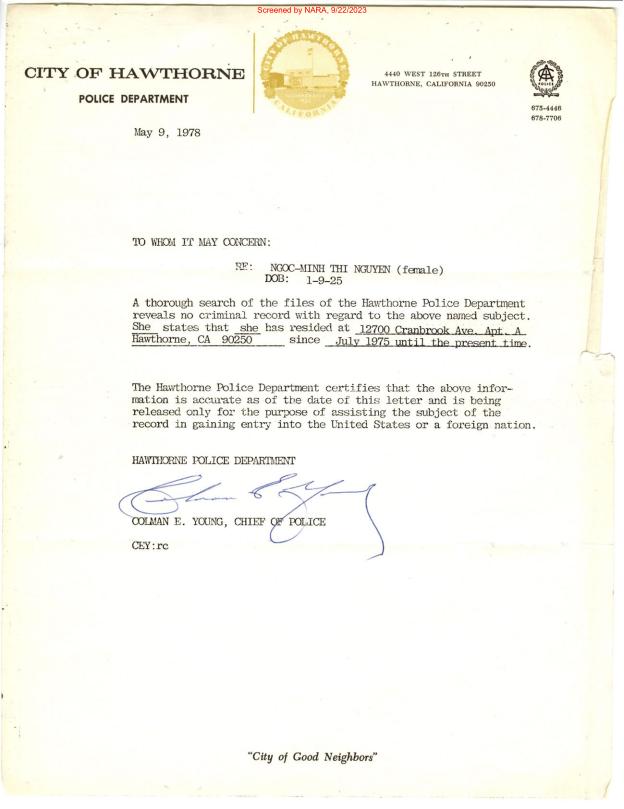 Screened by NARA, 9/22/2023
CITY OF HAWTHORNE
POLICE DEPARTMENT
CITY OF HAWTHORNE
CALIFORNIA
4440 WEST 126TH STREET
HAWTHORNE, CALIFORNIA 90250
POLICE
675-4446
678-7706
May 9, 1978
TO WHOM IT MAY CONCERN:
RE: NGOC-MINH THI NGUYEN (female)
DOB: 1-9-25
A thorough search of the files of the Hawthorne Police Department
reveals no criminal record with regard to the above named subject.
She states that she has resided at 12700 Cranbrook Ave. Apt. A
Hawthorne, CA 90250 since July 1975 until the present time.
The Hawthorne Police Department certifies that the above infor-
mation is accurate as of the date of this letter and is being
released only for the purpose of assisting the subject of the
record in gaining entry into the United States or a foreign nation.
HAWTHORNE POLICE DEPARTMENT
Colman E. Young
COLMAN E. YOUNG, CHIEF OF POLICE
CEY:rc
"City of Good Neighbors"